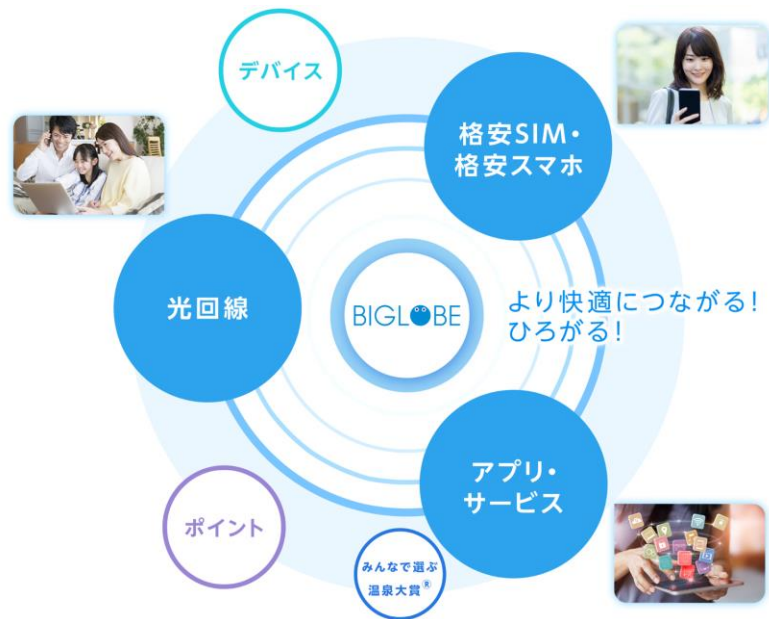 デバイス
格安SIM・
格安スマホ
光回線
BIGLOBE
より快適につながる!
ひろがる!
アプリ・
サービス
ポイント
みんなで選ぶ
温泉大賞®